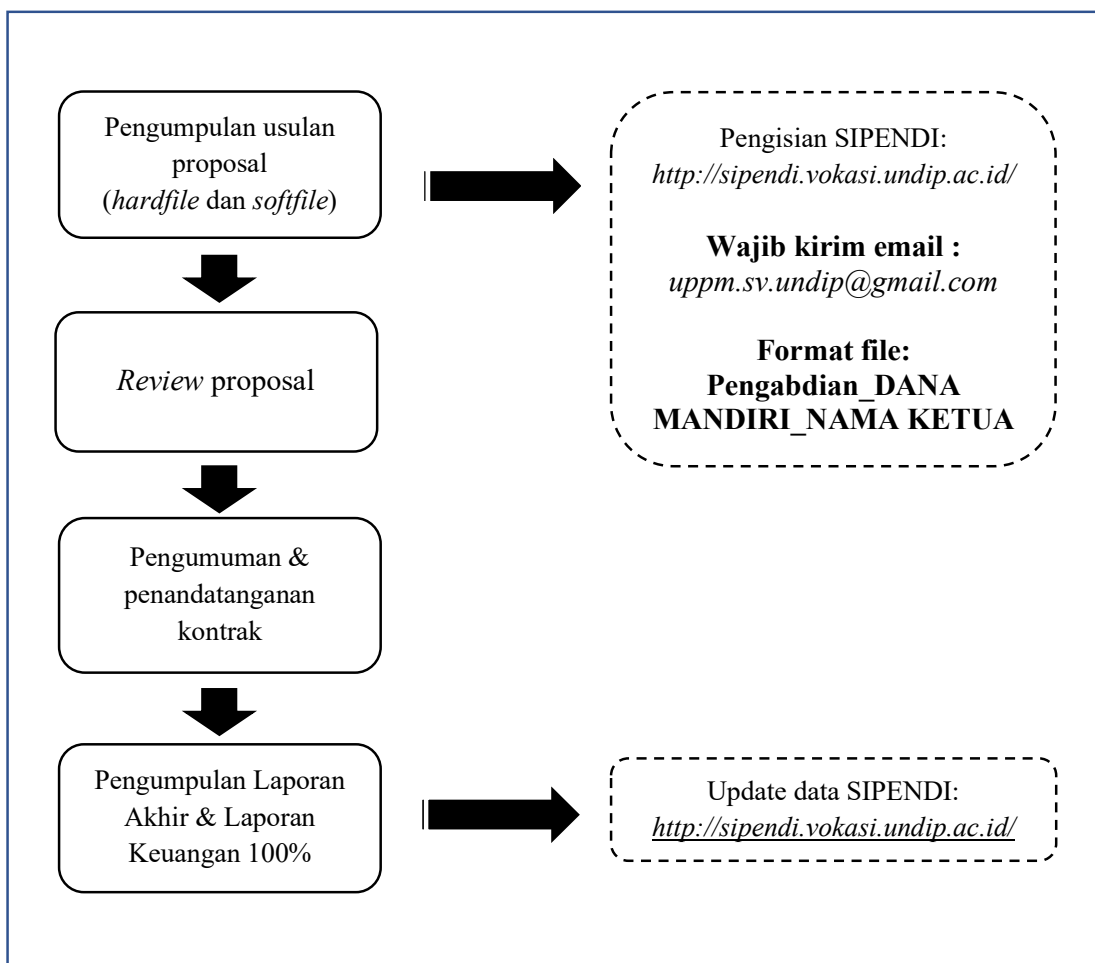 Pengumpulan usulan
proposal
(hardfile dan softfile)
Pengisian SIPENDI:
http://sipendi.vokasi.undip.ac.id/
Wajib kirim email :
uppm.sv.undip@gmail.com
Format file:
Pengabdian_DANA
MANDIRI_NAMA KETUA
Review proposal
Pengumuman &
penandatanganan
kontrak
Pengumpulan Laporan
Akhir & Laporan
Keuangan 100%
Update data SIPENDI:
http://sipendi.vokasi.undip.ac.id/